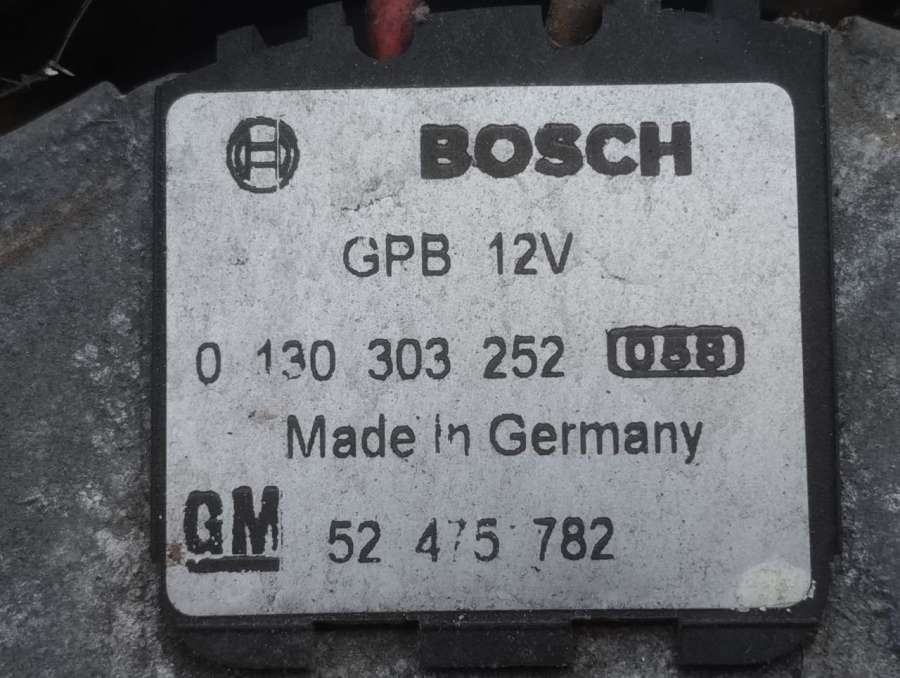 BOSCH
GPB 12V
0 130 303 252 058
Made in Germany
GM 52 475 782